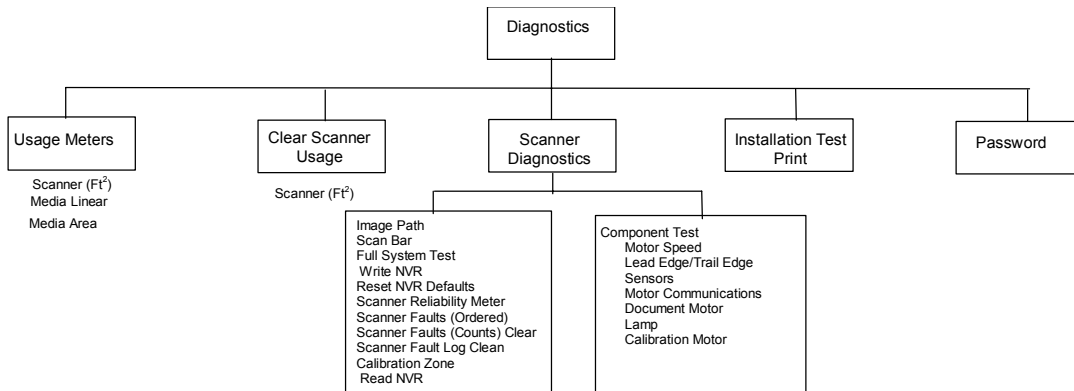 Diagnostics
Usage Meters
Scanner (Ft²)
Media Linear
Media Area
Clear Scanner
Usage
Scanner (Ft²)
Scanner
Diagnostics
Installation Test
Print
Password
Image Path
Scan Bar
Full System Test
Write NVR
Reset NVR Defaults
Scanner Reliability Meter
Scanner Faults (Ordered)
Scanner Faults (Counts) Clear
Scanner Fault Log Clean
Calibration Zone
Read NVR
Component Test
Motor Speed
Lead Edge/Trail Edge
Sensors
Motor Communications
Document Motor
Lamp
Calibration Motor